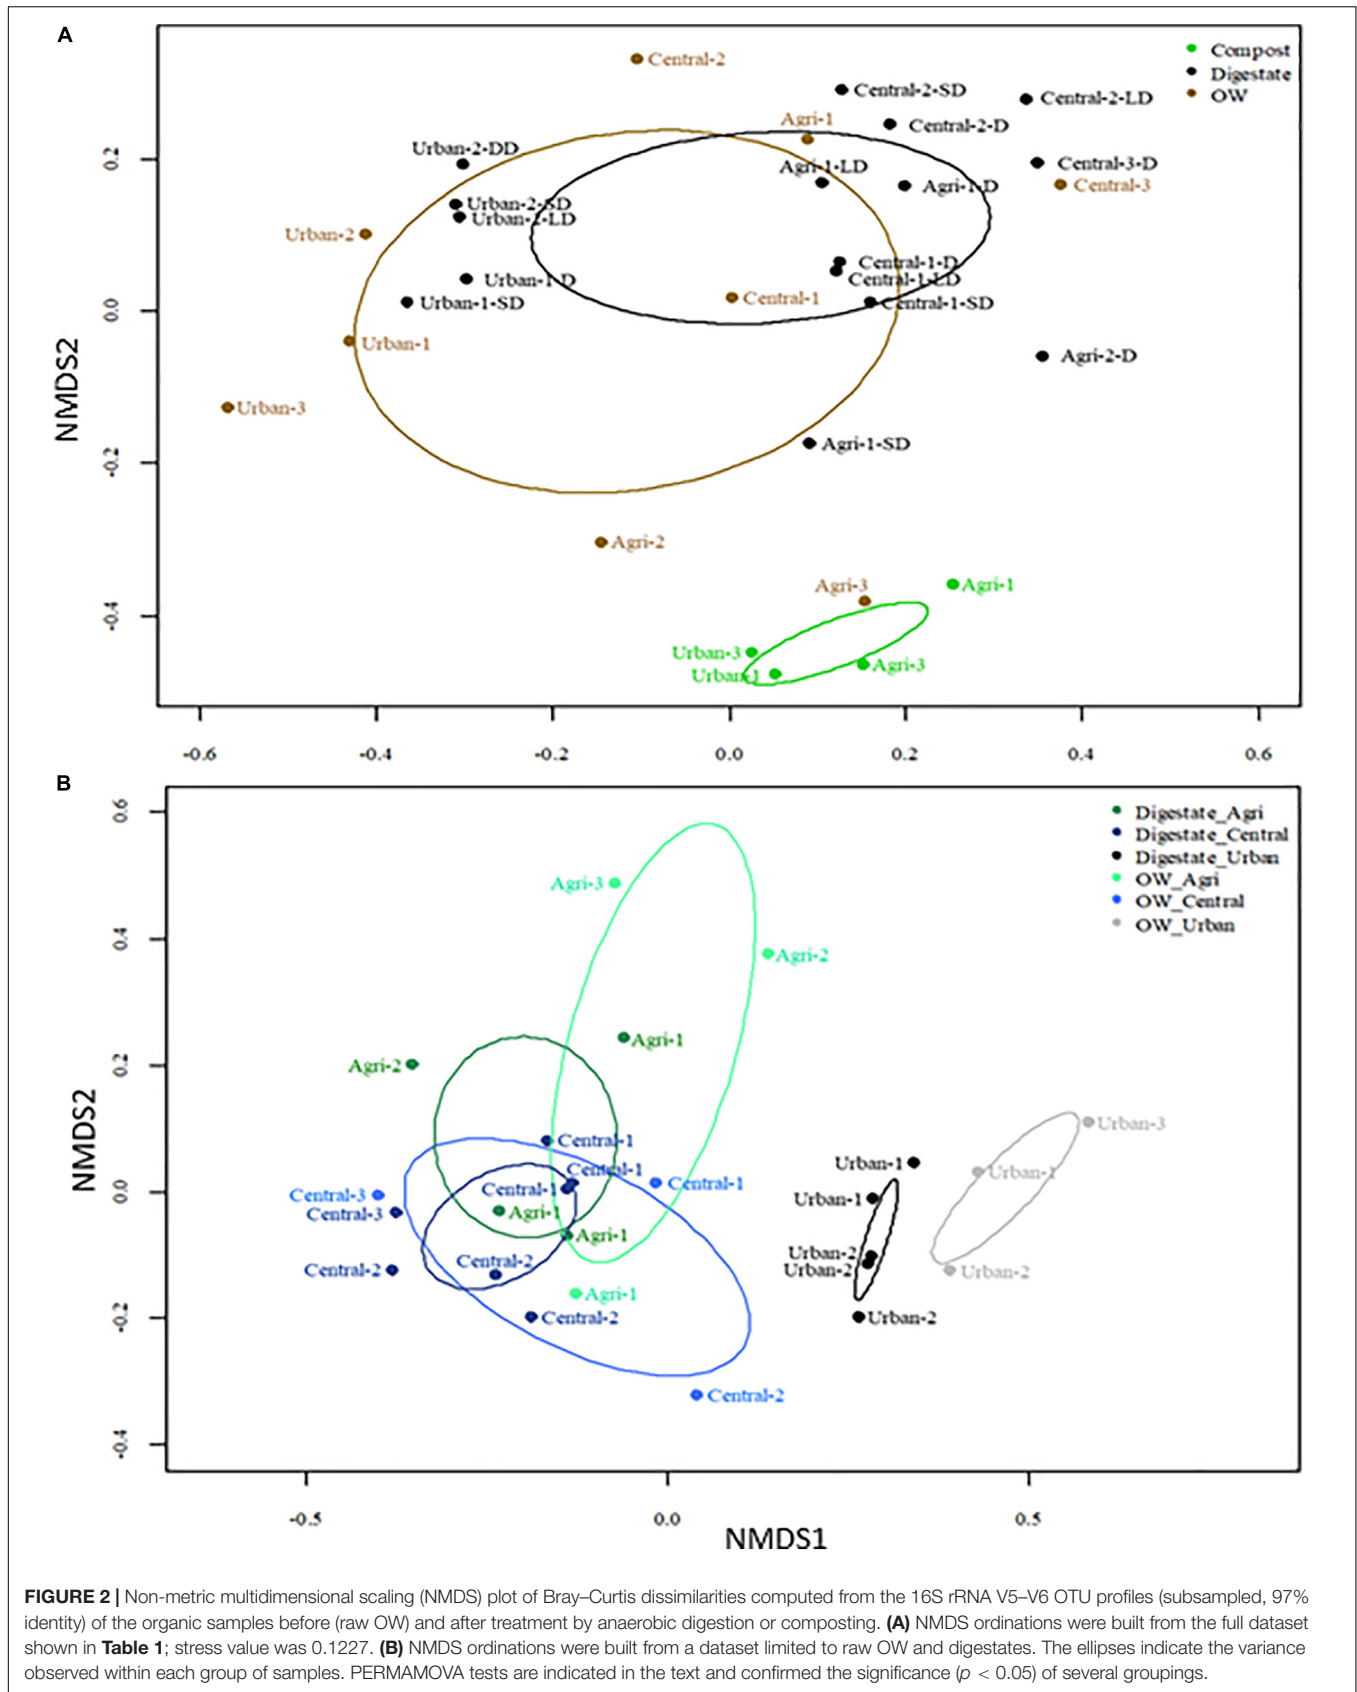 A
Compost
Digestate
OW
Central-2
Central-2-SD
Central-2-LD
Agri-1
Central-2-D
Urban-2-DD
Agri-1-LD
Central-3-D
Agri-1-D
Central-3
Urban-2-SD
Urban-2-LD
Urban-2
Central-1-D
Urban-1-D
Central-1-LD
Central-1
Urban-1-SD
Central-1-SD
Urban-1
Agri-2-D
Urban-3
Agri-1-SD
Agri-2
Agri-3
Agri-1
Urban-3
Agri-3
Urban-1
NMDS2
0.2
0.0
-0.2
-0.4
-0.6 -0.4 -0.2 0.0 0.2 0.4 0.6
B
Digestate_Agri
Digestate_Central
Digestate_Urban
OW_Agri
OW_Central
OW_Urban
Agri-3
Agri-2
Agri-1
Agri-2
Urban-3
Central-1
Urban-1
Central-1
Urban-1
Central-1
Central-1
Central-3
Urban-1
Central-3
Agri-1
Agri-1
Urban-2
Central-2
Central-2
Urban-2
Urban-2
Agri-1
Central-2
Urban-2
Central-2
NMDS2
0.6
0.4
0.2
0.0
-0.2
-0.4
-0.5 0.0 0.5
NMDS1
FIGURE 2 | Non-metric multidimensional scaling (NMDS) plot of Bray–Curtis dissimilarities computed from the 16S rRNA V5–V6 OTU profiles (subsampled, 97%
identity) of the organic samples before (raw OW) and after treatment by anaerobic digestion or composting. (A) NMDS ordinations were built from the full dataset
shown in Table 1; stress value was 0.1227. (B) NMDS ordinations were built from a dataset limited to raw OW and digestates. The ellipses indicate the variance
observed within each group of samples. PERMAMOVA tests are indicated in the text and confirmed the significance (p < 0.05) of several groupings.